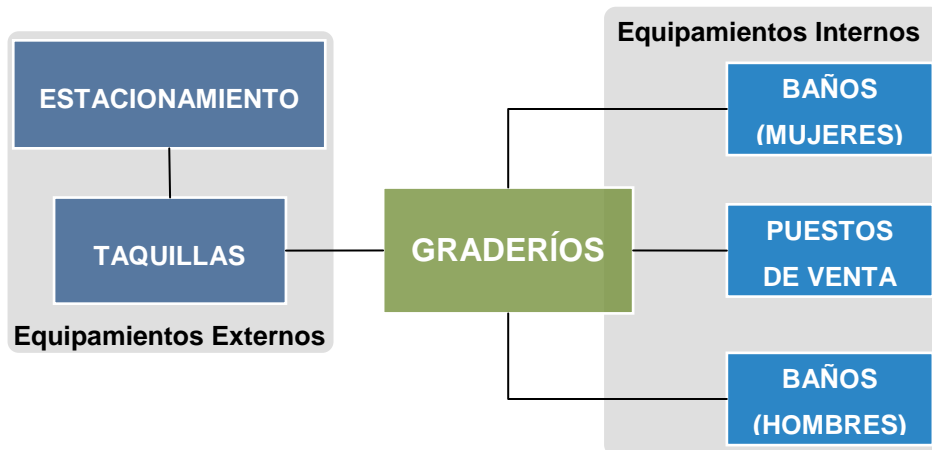 ESTACIONAMIENTO
TAQUILLAS
Equipamientos Externos
GRADERÍOS
Equipamientos Internos
BAÑOS
(MUJERES)
PUESTOS
DE VENTA
BAÑOS
(HOMBRES)